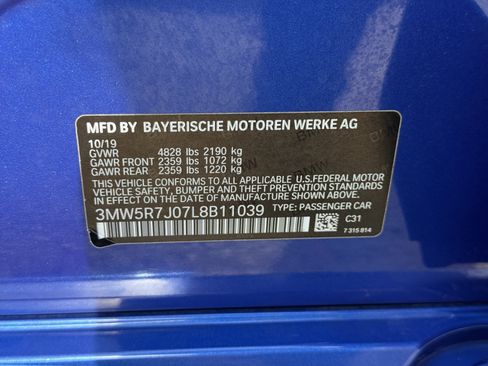 MFD BY BAYERISCHE MOTOREN WERKE AG
10/19
GVWR 4828 lbs 2190 kg
GAWR FRONT 2359 lbs 1072 kg
GAWR REAR 2359 lbs 1220 kg
THIS VEHICLE CONFORMS TO ALL APPLICABLE U.S.FEDERAL MOTOR
VEHICLE SAFETY, BUMPER AND THEFT PREVENTION STANDARDS
IN EFFECT ON THE DATE OF MANUFACTURE SHOWN ABOVE.
3MW5R7J07L8B11039 TYPE: PASSENGER CAR
C31
7 315 814